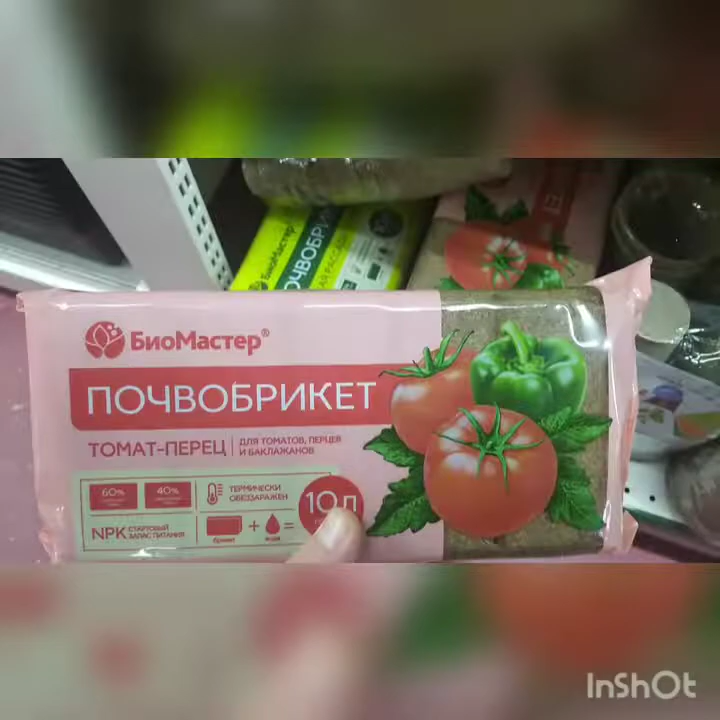 БиоМастер
ПОЧВОБРИКЕТ
БиоМастер®
ПОЧВОБРИКЕТ
ТОМАТ-ПЕРЕЦ
ДЛЯ ТОМАТОВ, ПЕРЦЕВ
И БАКЛАЖАНОВ
60%
40%
ТЕРМИЧЕСКИ
ОБЕЗЗАРАЖЕН
10 л
NPK СТАРТОВЫЙ
ЗАПАС ПИТАНИЯ
брикет + вода =
InShOt